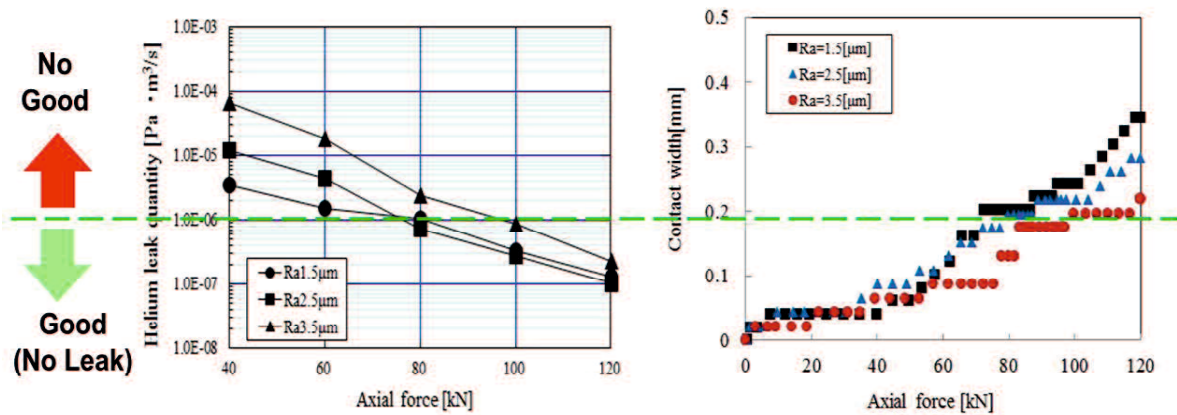 No
Good
Good
(No Leak)
Helium leak quantity [Pa・m³/s]
1.0E-03
1.0E-04
1.0E-05
1.0E-06
1.0E-07
1.0E-08
Ra1.5μm
Ra2.5μm
Ra3.5μm
40 60 80 100 120
Axial force [kN]
Contact width[mm]
0.5
0.4
0.3
0.2
0.1
0
Ra=1.5[μm]
Ra=2.5[μm]
Ra=3.5[μm]
0 20 40 60 80 100 120
Axial force [kN]